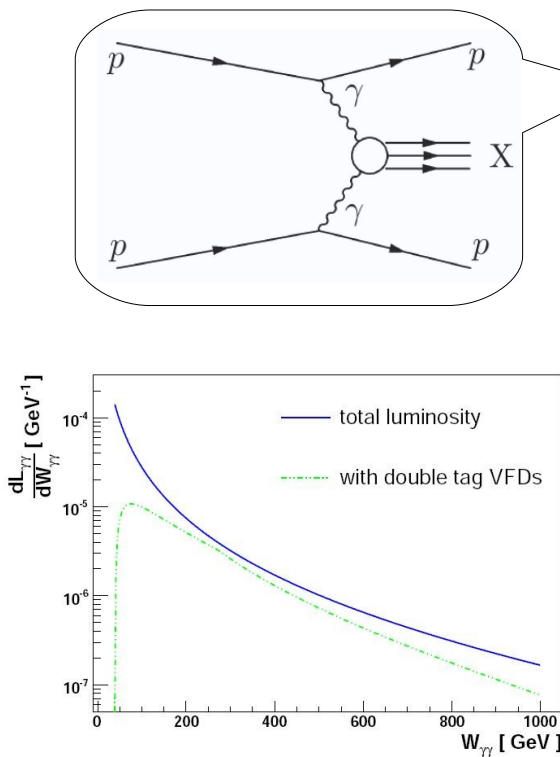 p
p
γ
X
γ
p
p
dL_γγ
dW_γγ
[ GeV⁻¹ ]
10⁻⁴
10⁻⁵
10⁻⁶
10⁻⁷
total luminosity
with double tag VFDs
0 200 400 600 800 1000
W_γγ [ GeV ]